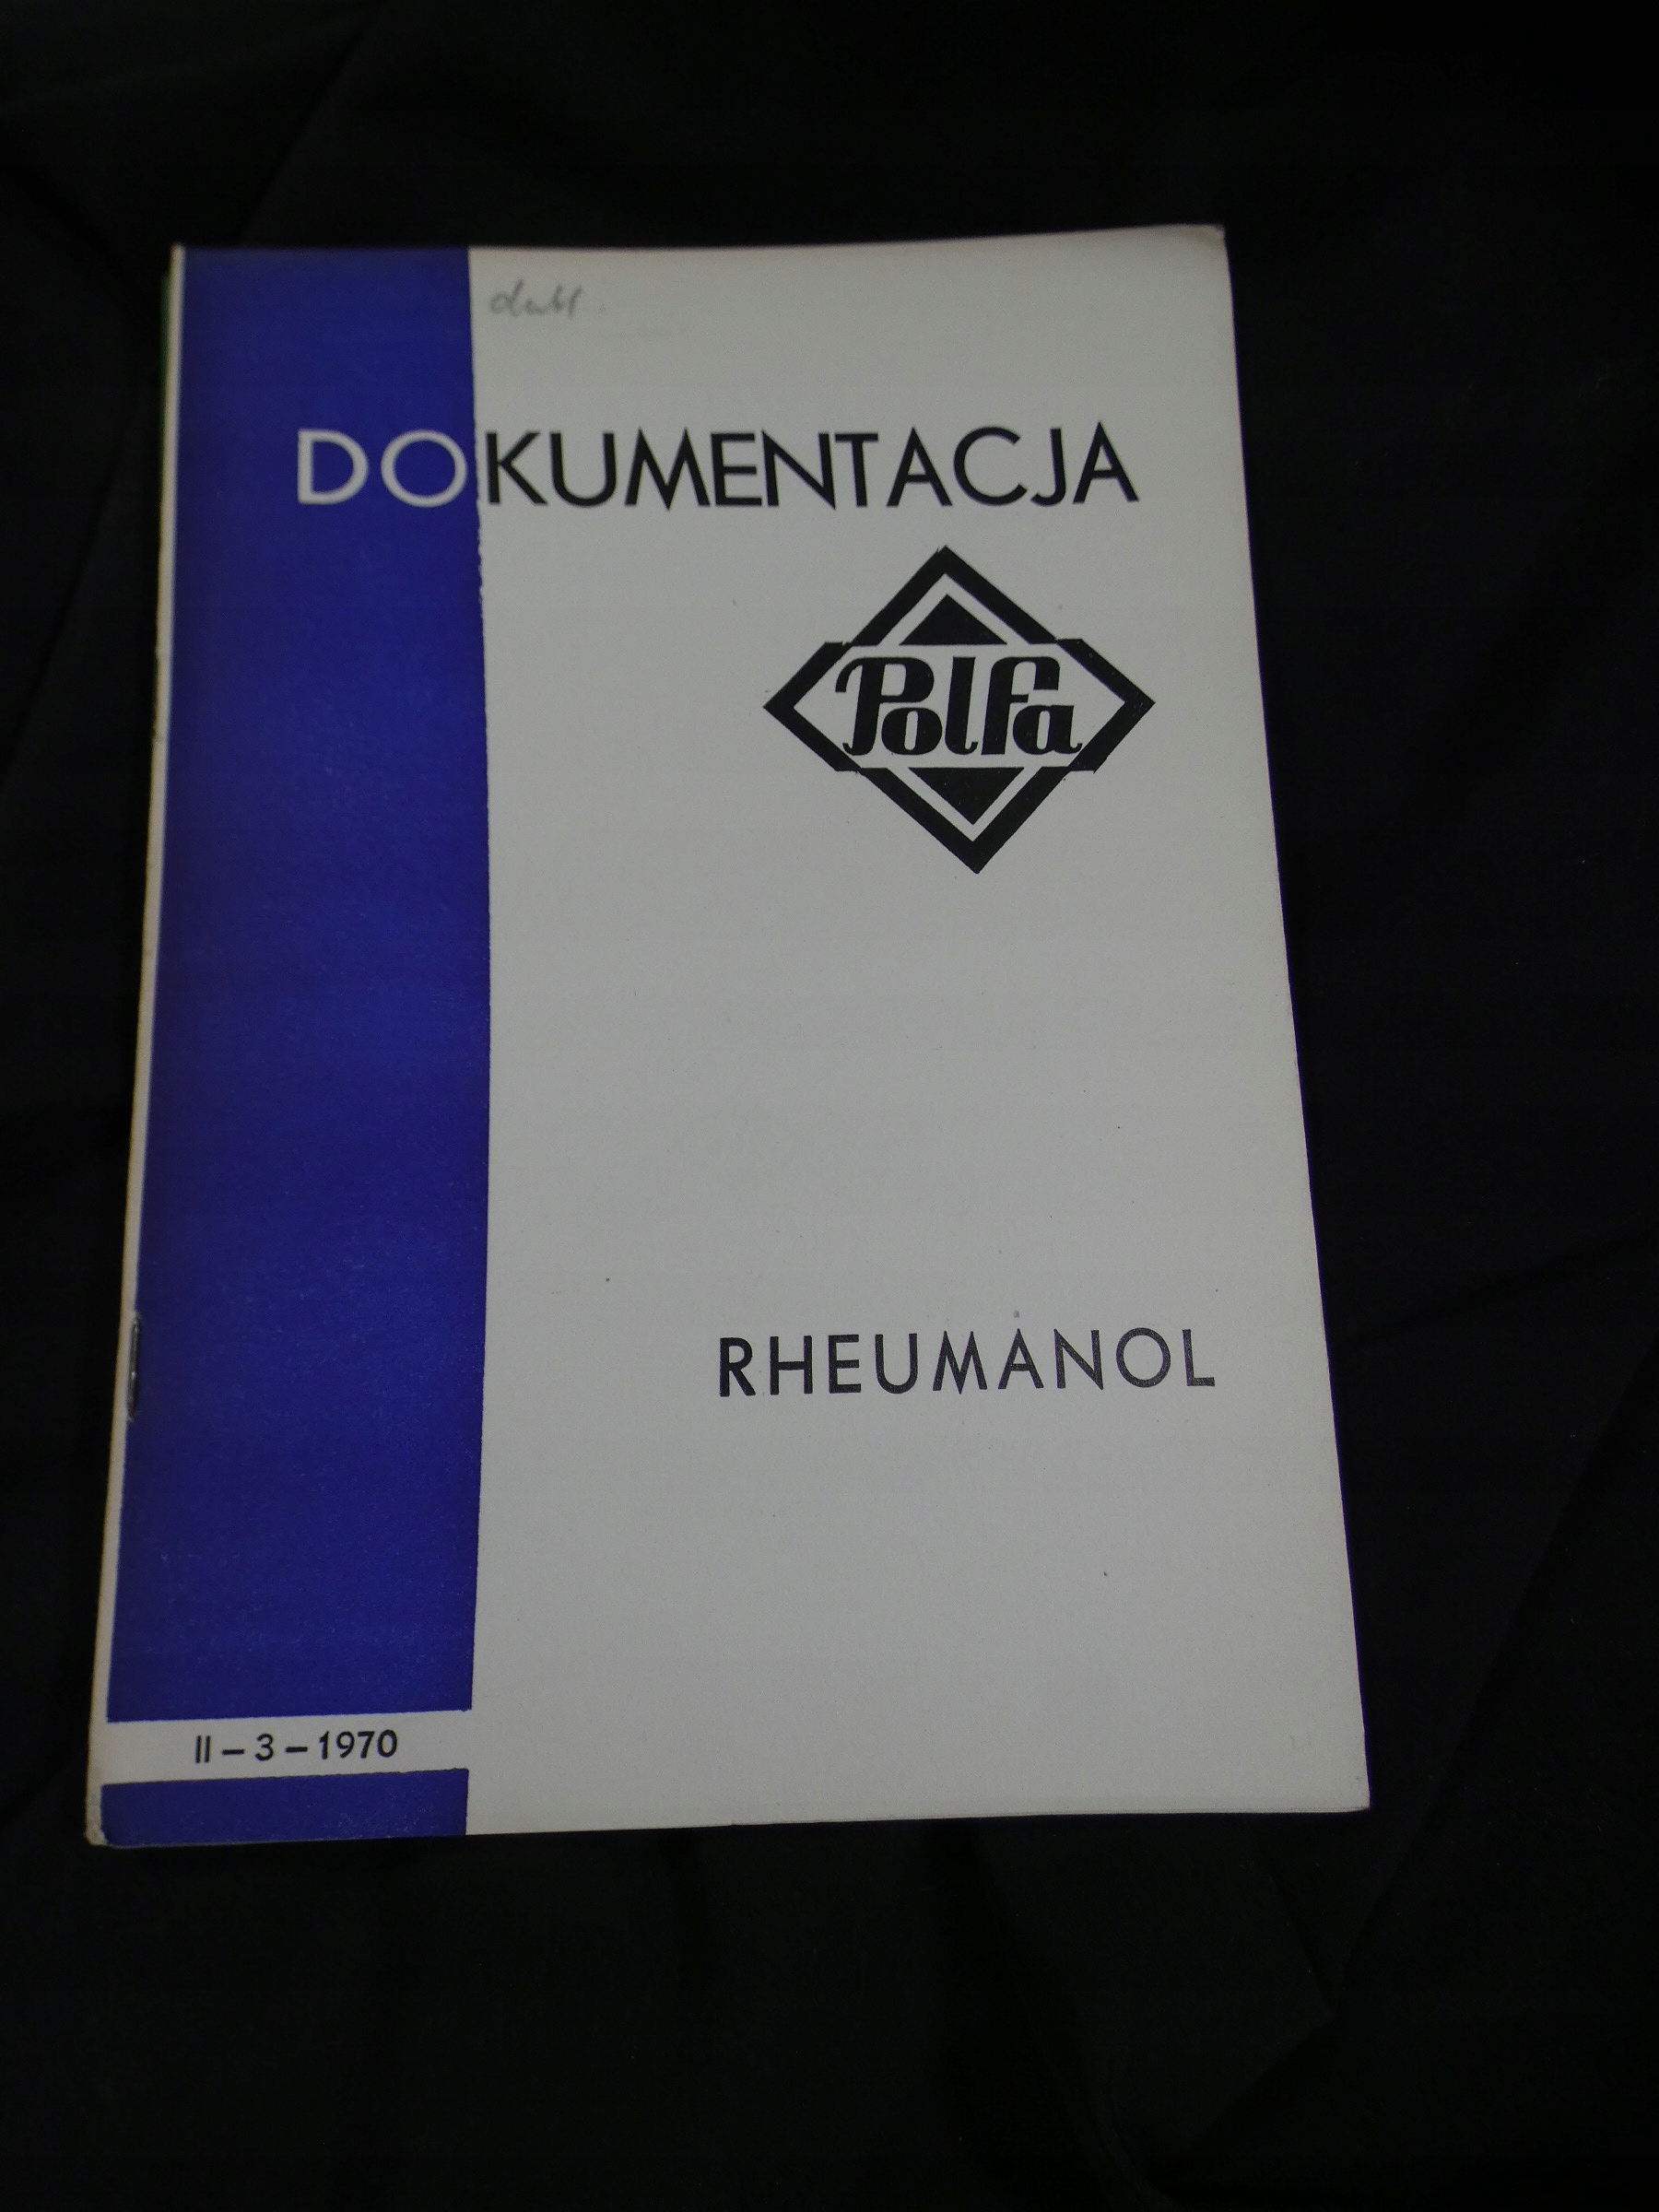 DOKUMENTACJA
Polfa
RHEUMANOL
II – 3 – 1970